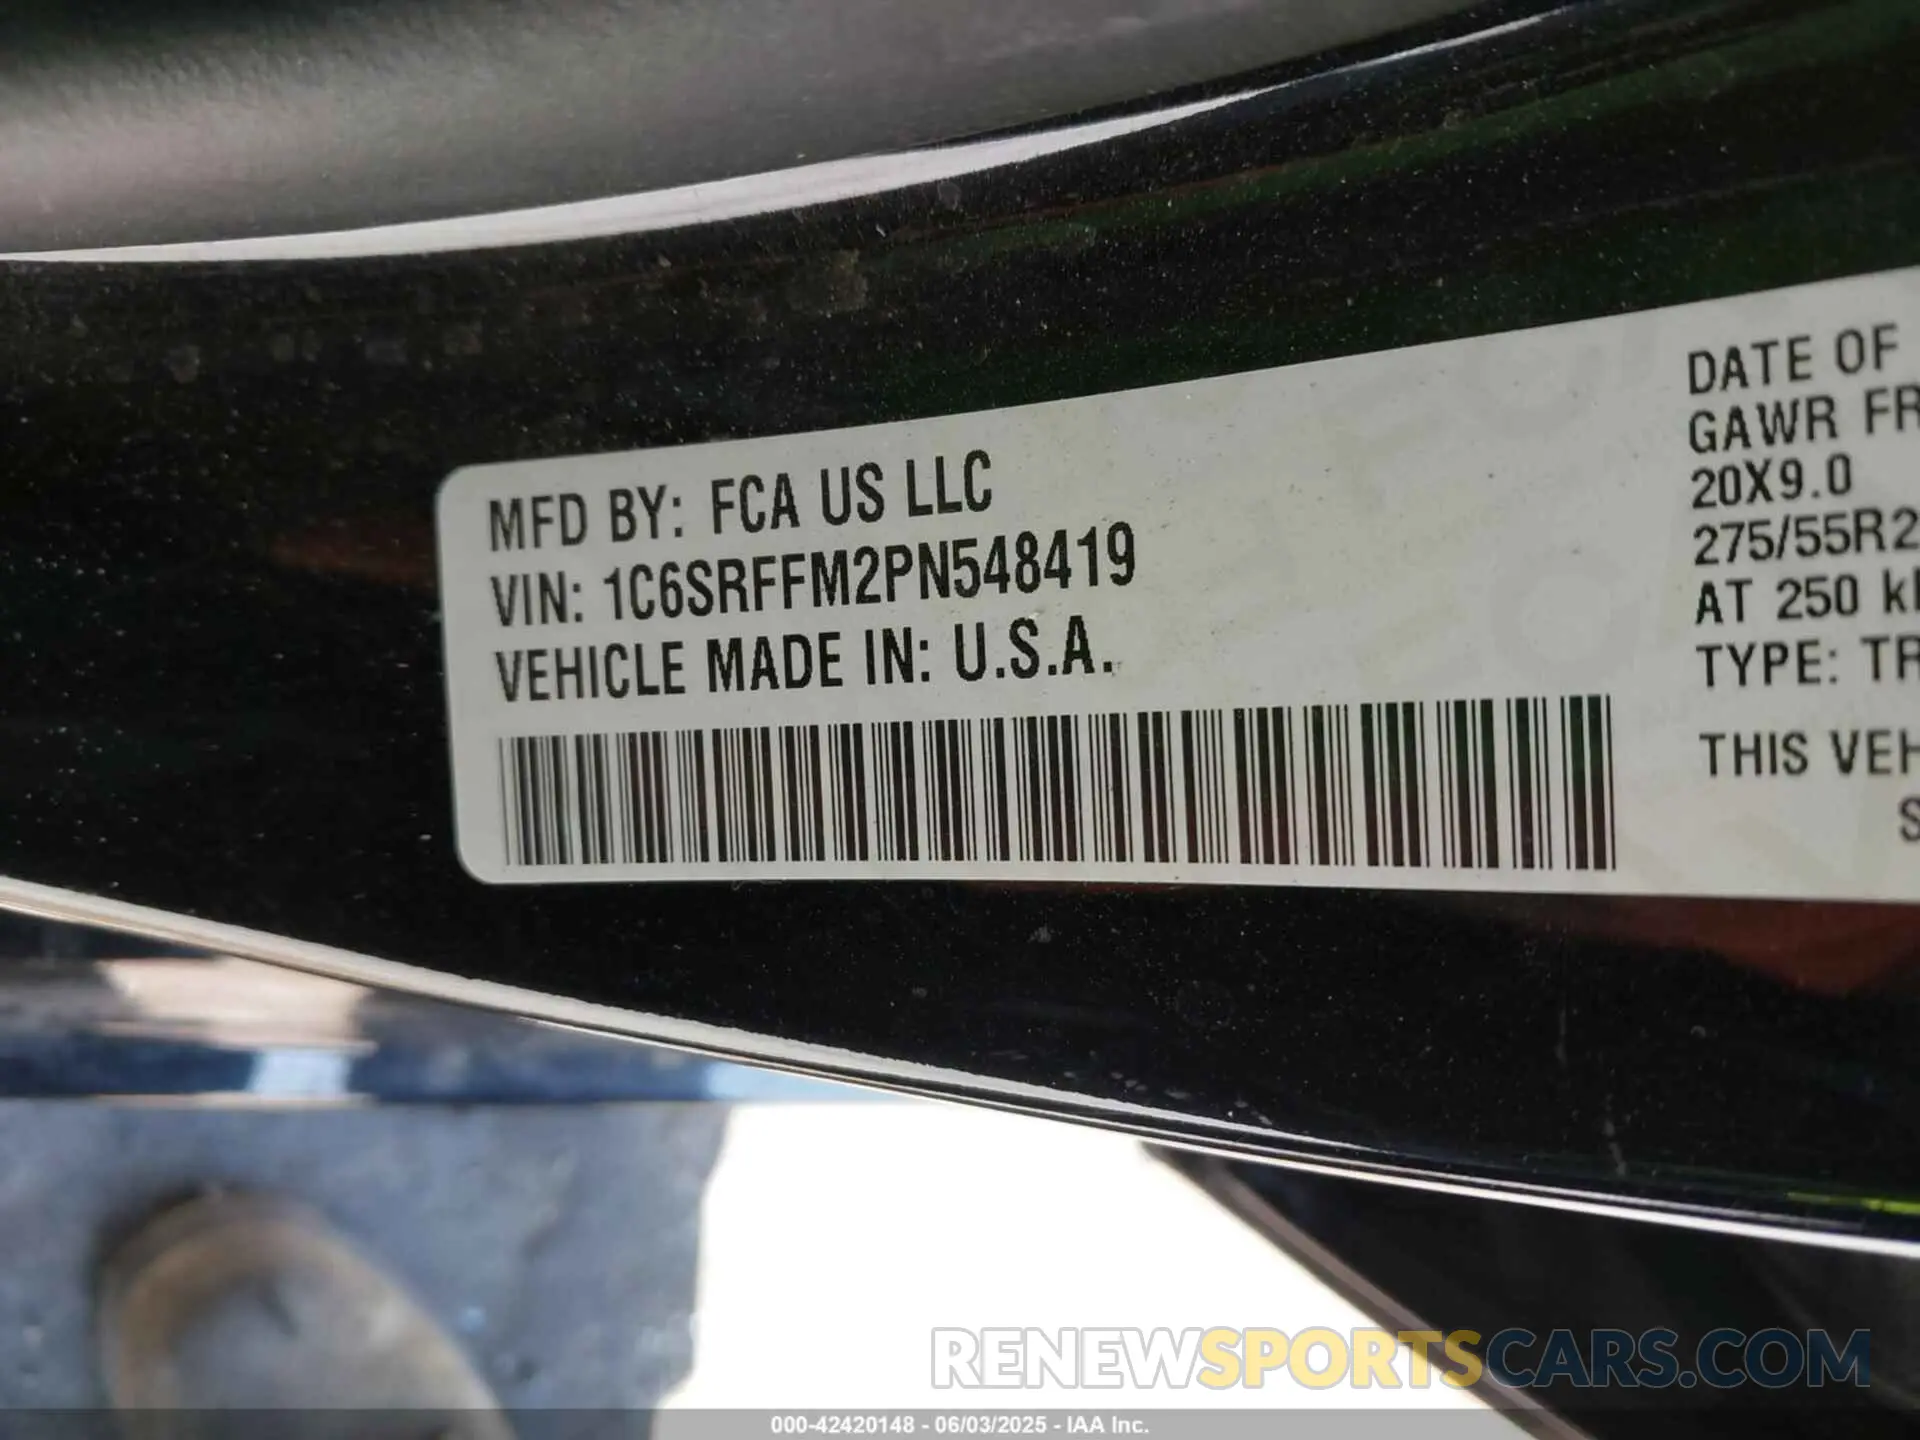 MFD BY: FCA US LLC
VIN: 1C6SRFFM2PN548419
VEHICLE MADE IN: U.S.A.
DATE OF
GAWR FR
20X9.0
275/55R2
AT 250 k
TYPE: TR
THIS VEH
S
RENEWSPORTSCARS.COM
000-42420148 - 06/03/2025 - IAA Inc.